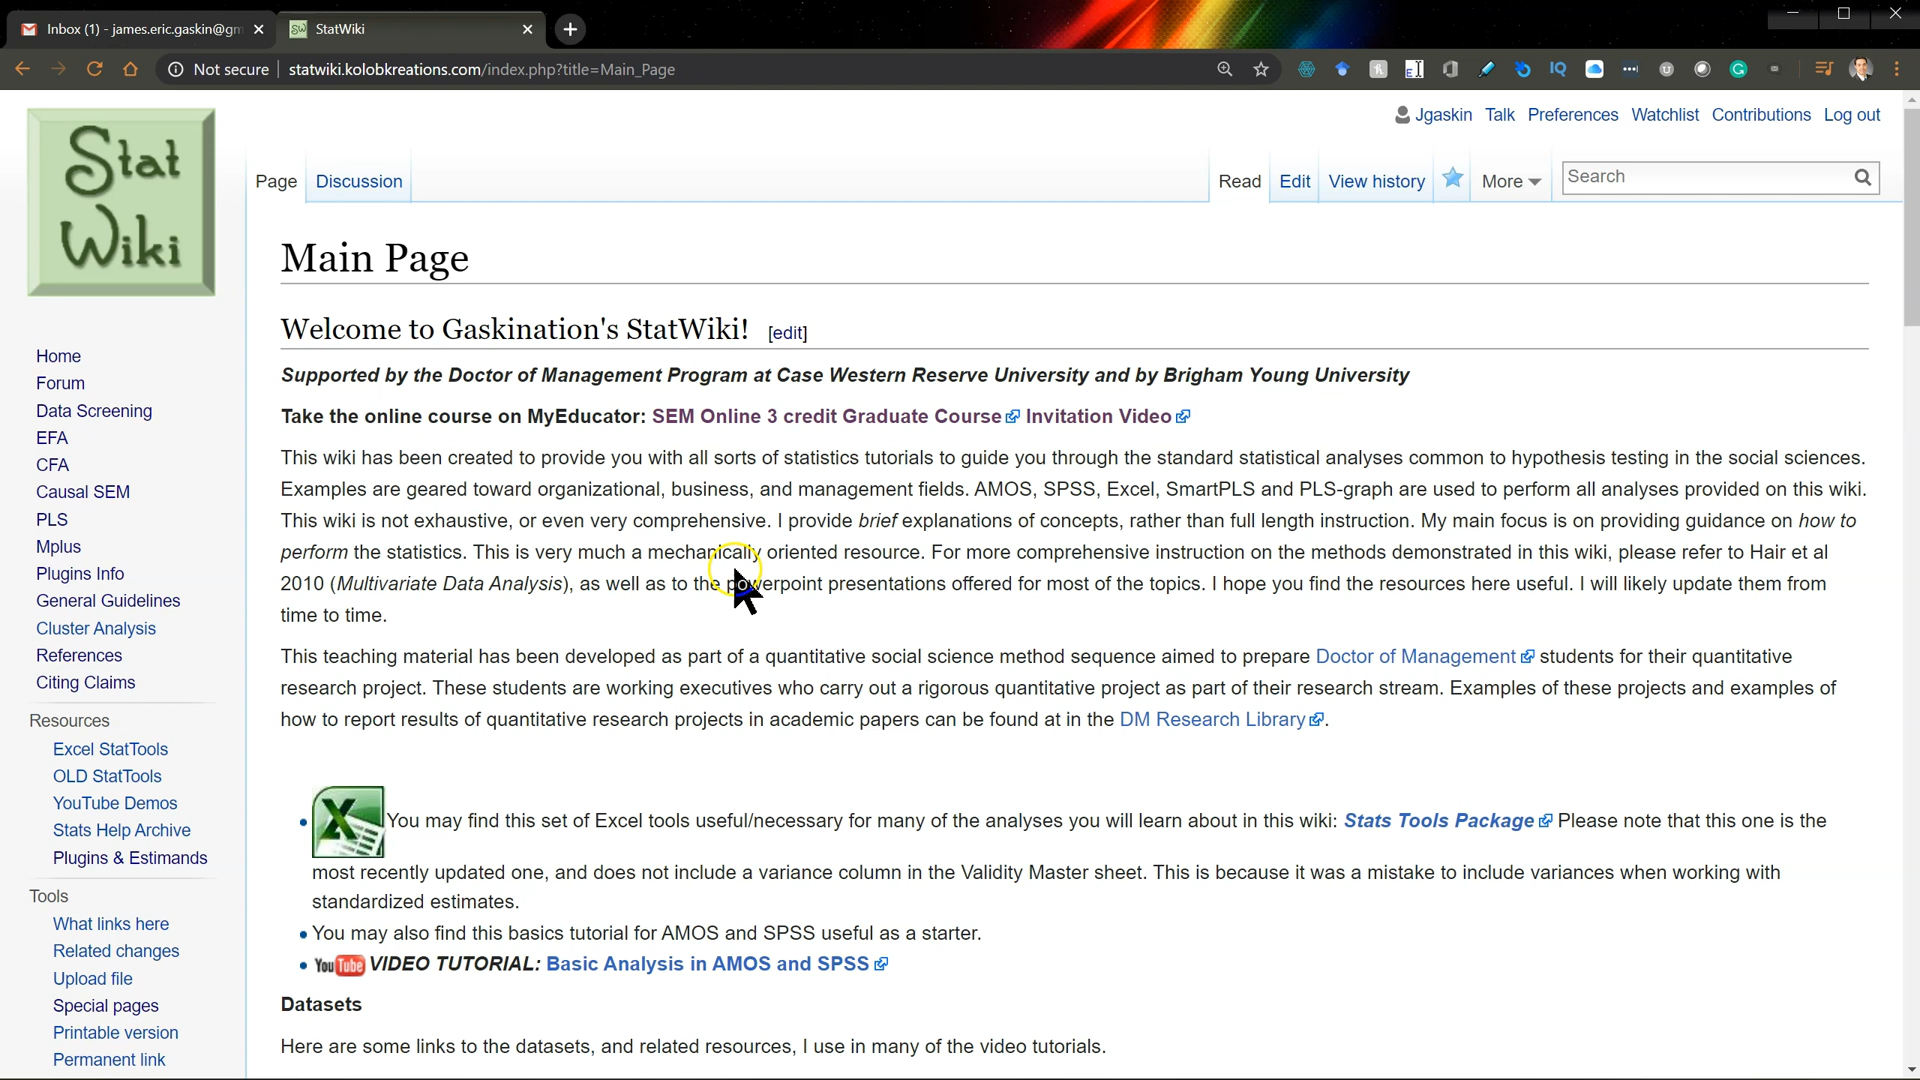 Inbox (1) - james.eric.gaskin@gm
StatWiki
Not secure | statwiki.kolobkreations.com/index.php?title=Main_Page
Stat
Wiki
Jgaskin Talk Preferences Watchlist Contributions Log out
Page Discussion Read Edit View history More Search
Main Page
Welcome to Gaskination's StatWiki! [edit]
Supported by the Doctor of Management Program at Case Western Reserve University and by Brigham Young University
Take the online course on MyEducator: SEM Online 3 credit Graduate Course Invitation Video
This wiki has been created to provide you with all sorts of statistics tutorials to guide you through the standard statistical analyses common to hypothesis testing in the social sciences.
Examples are geared toward organizational, business, and management fields. AMOS, SPSS, Excel, SmartPLS and PLS-graph are used to perform all analyses provided on this wiki.
This wiki is not exhaustive, or even very comprehensive. I provide brief explanations of concepts, rather than full length instruction. My main focus is on providing guidance on how to
perform the statistics. This is very much a mechanically oriented resource. For more comprehensive instruction on the methods demonstrated in this wiki, please refer to Hair et al
2010 (Multivariate Data Analysis), as well as to the powerpoint presentations offered for most of the topics. I hope you find the resources here useful. I will likely update them from
time to time.
This teaching material has been developed as part of a quantitative social science method sequence aimed to prepare Doctor of Management students for their quantitative
research project. These students are working executives who carry out a rigorous quantitative project as part of their research stream. Examples of these projects and examples of
how to report results of quantitative research projects in academic papers can be found at in the DM Research Library.
You may find this set of Excel tools useful/necessary for many of the analyses you will learn about in this wiki: Stats Tools Package Please note that this one is the
most recently updated one, and does not include a variance column in the Validity Master sheet. This is because it was a mistake to include variances when working with
standardized estimates.
You may also find this basics tutorial for AMOS and SPSS useful as a starter.
YouTube VIDEO TUTORIAL: Basic Analysis in AMOS and SPSS
Datasets
Here are some links to the datasets, and related resources, I use in many of the video tutorials.
Home
Forum
Data Screening
EFA
CFA
Causal SEM
PLS
Mplus
Plugins Info
General Guidelines
Cluster Analysis
References
Citing Claims
Resources
Excel StatTools
OLD StatTools
YouTube Demos
Stats Help Archive
Plugins & Estimands
Tools
What links here
Related changes
Upload file
Special pages
Printable version
Permanent link